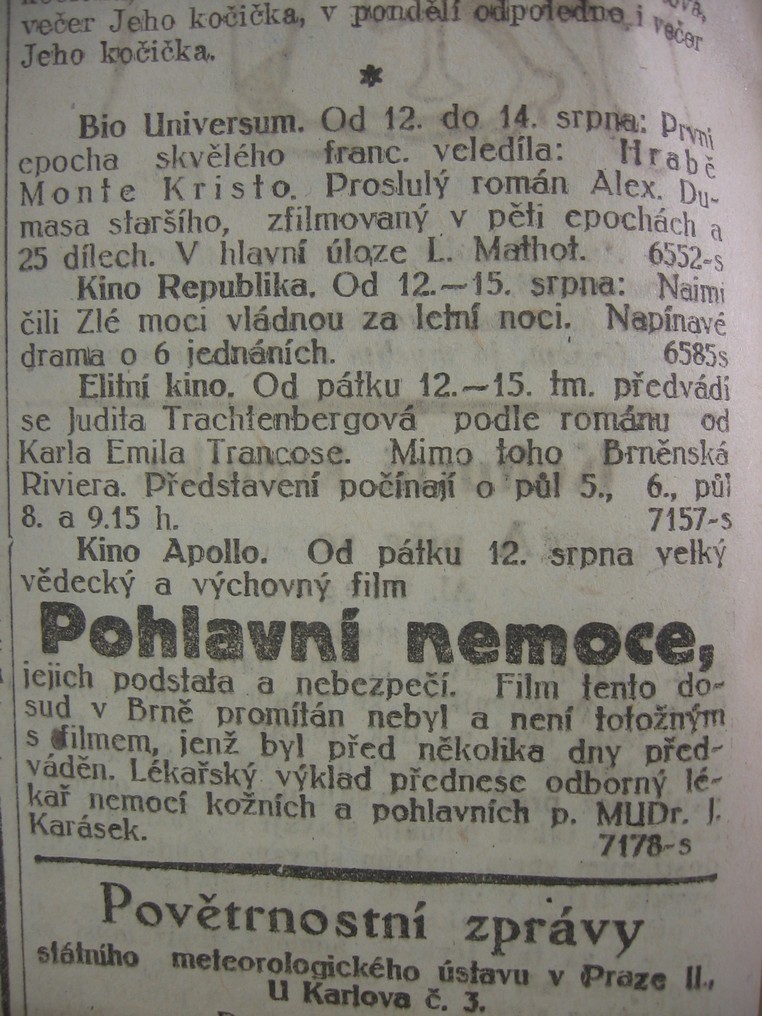 večer Jeho kočička, v pondělí odpoledne i večer
Jeho kočička.
*
Bio Universum. Od 12. do 14. srpna: První
epocha skvělého franc. veledíla: Hrabě
Monte Kristo. Proslulý román Alex. Du-
masa staršího, zfilmovaný v pěti epochách a
25 dílech. V hlavní úloze L. Mathot. 6552-s
Kino Republika. Od 12.—15. srpna: Naimi
čili Zlé moci vládnou za letní noci. Napínavé
drama o 6 jednáních. 6585s
Elitní kino. Od pátku 12.—15. tm. předvádí
se Judita Trachtenbergová podle románu od
Karla Emila Trancose. Mimo toho Brněnská
Riviera. Představení počínají o půl 5., 6., půl
8. a 9.15 h. 7157-s
Kino Apollo. Od pátku 12. srpna velký
vědecký a výchovný film
Pohlavní nemoce,
jejich podstata a nebezpečí. Film tento do-
sud v Brně promítán nebyl a není totožným
s filmem, jenž byl před několika dny před-
váděn. Lékařský výklad přednese odborný lé-
kař nemocí kožních a pohlavních p. MUDr. J.
Karásek. 7178-s
Povětrnostní zprávy
státního meteorologického ústavu v Praze II.,
U Karlova č. 3.